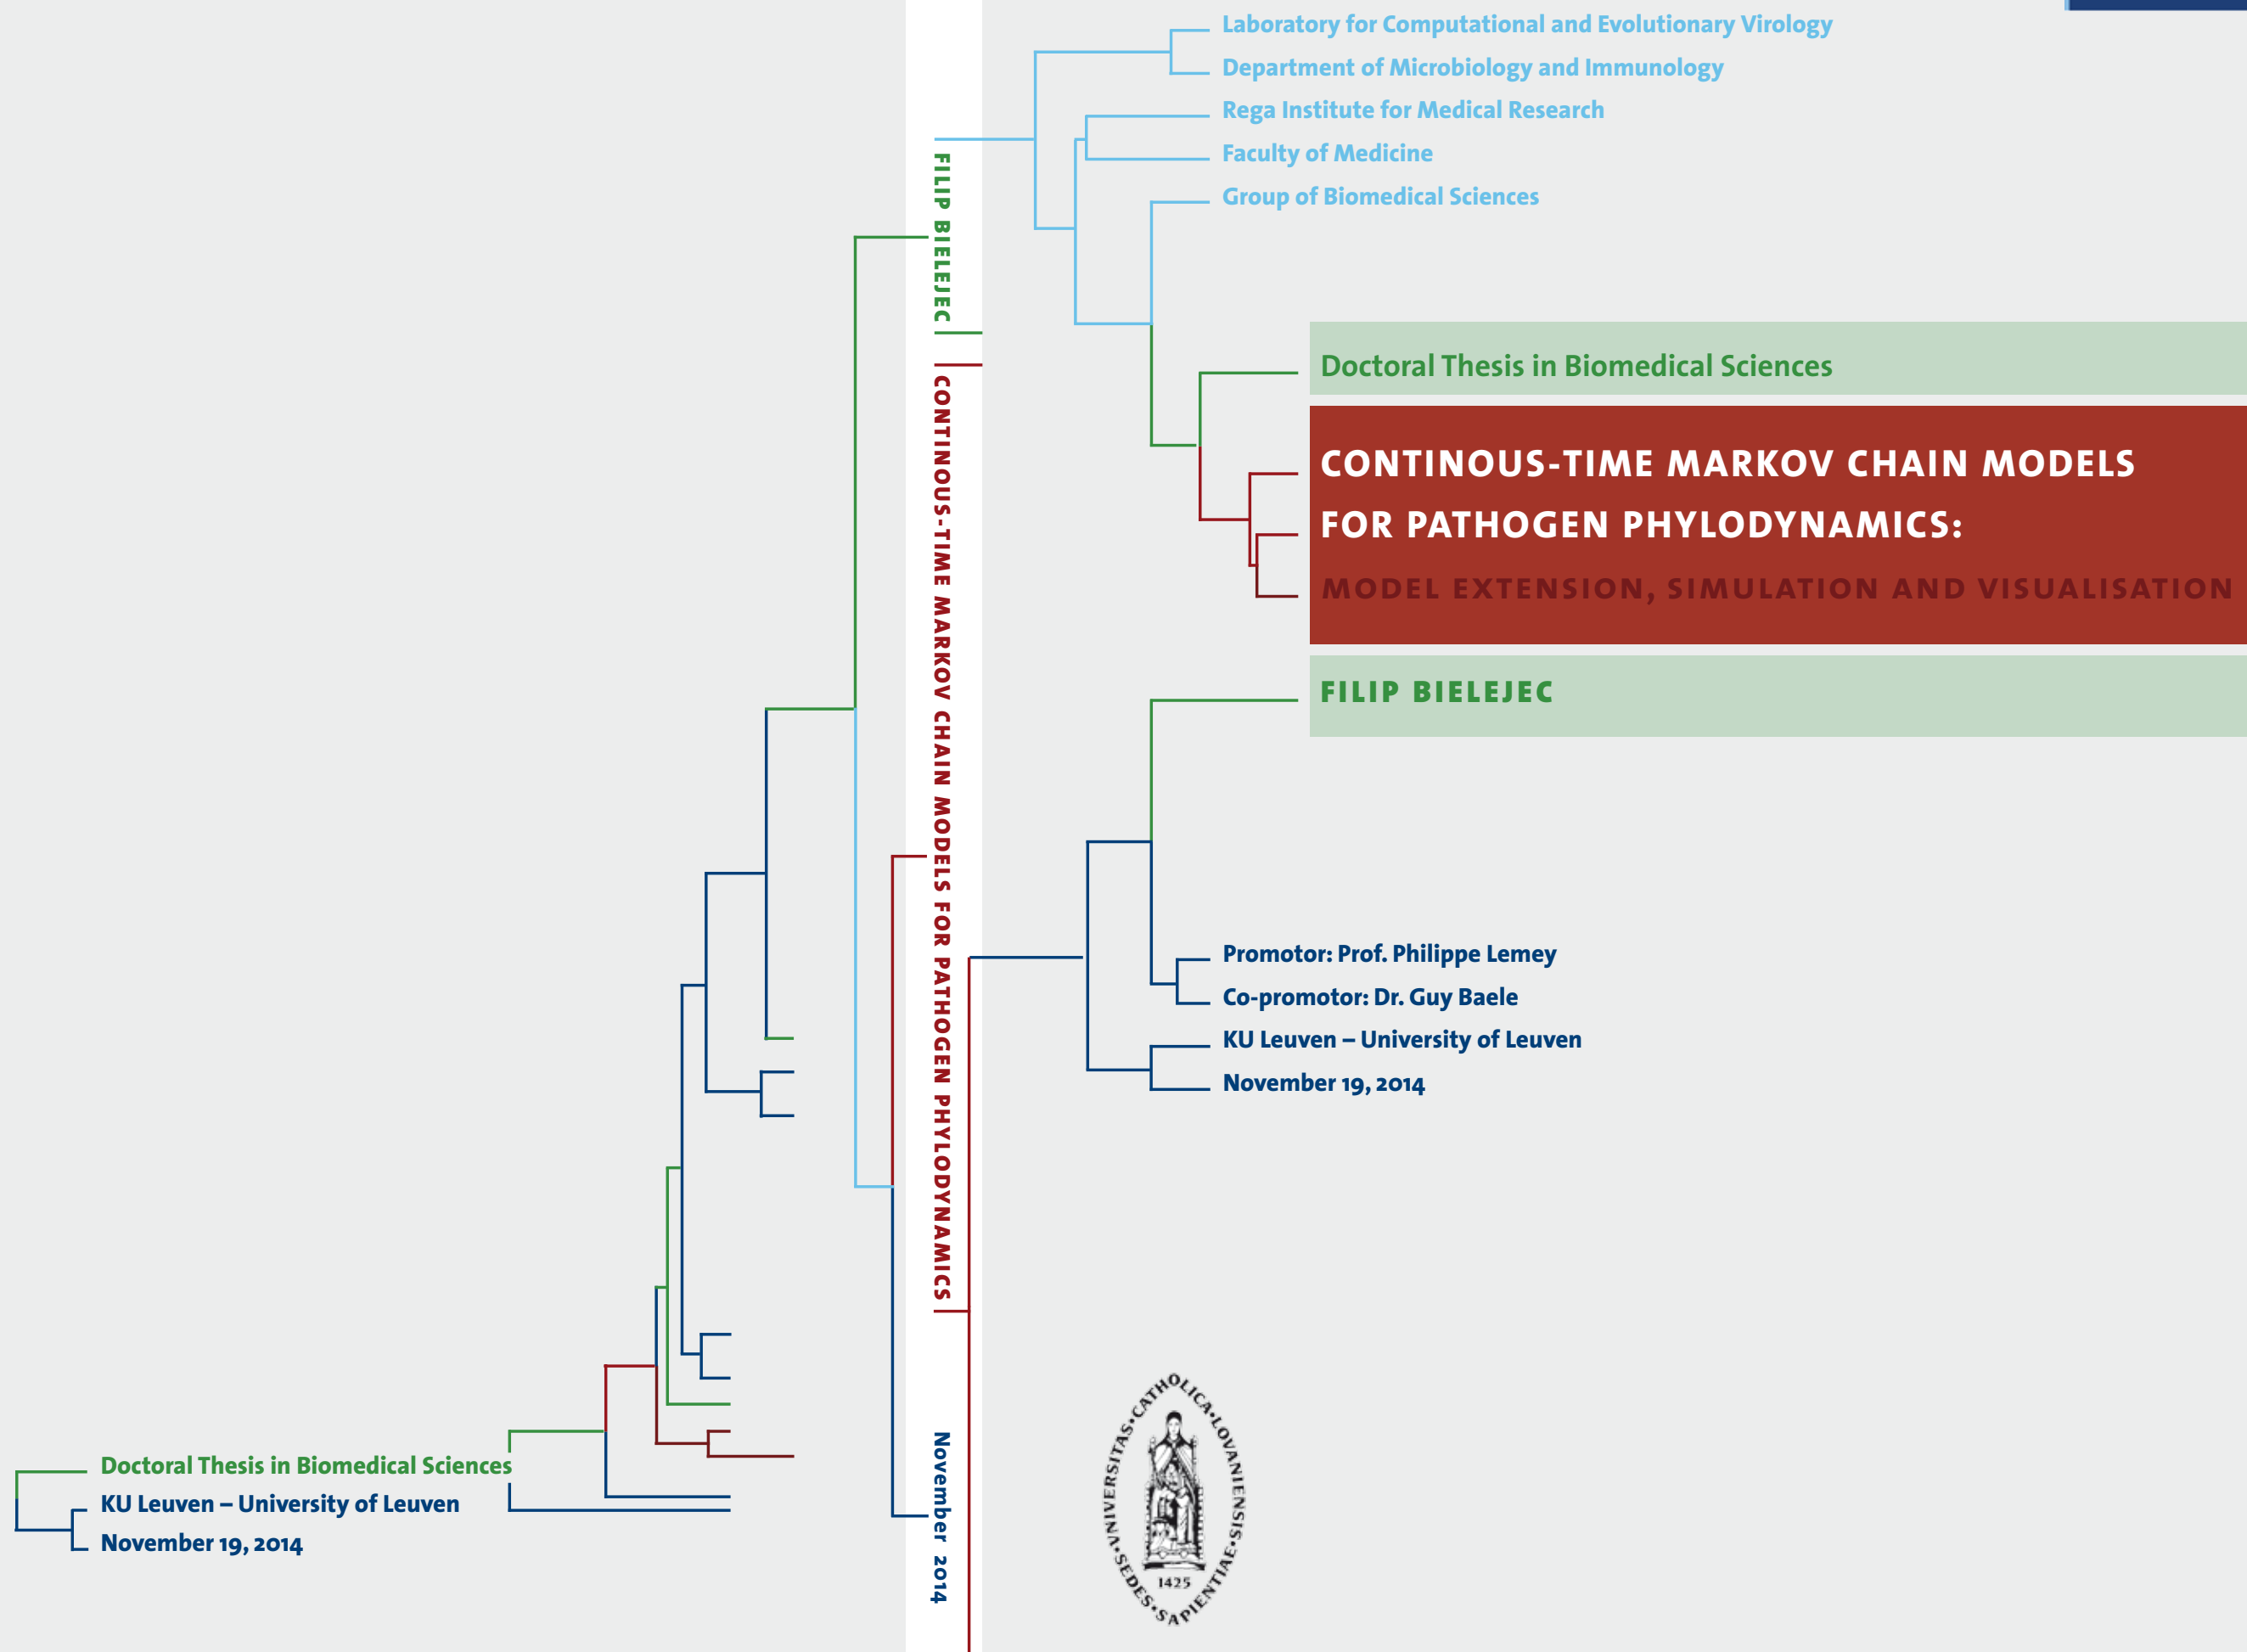 Laboratory for Computational and Evolutionary Virology
Department of Microbiology and Immunology
Rega Institute for Medical Research
Faculty of Medicine
Group of Biomedical Sciences
Doctoral Thesis in Biomedical Sciences
CONTINOUS-TIME MARKOV CHAIN MODELS
FOR PATHOGEN PHYLODYNAMICS:
MODEL EXTENSION, SIMULATION AND VISUALISATION
FILIP BIELEJEC
Promotor: Prof. Philippe Lemey
Co-promotor: Dr. Guy Baele
KU Leuven – University of Leuven
November 19, 2014
UNIVERSITAS•CATHOLICA•LOVANIENSIS•SEDES•SAPIENTIAE•
1425
FILIP BIELEJEC
CONTINOUS-TIME MARKOV CHAIN MODELS FOR PATHOGEN PHYLODYNAMICS
November 2014
Doctoral Thesis in Biomedical Sciences
KU Leuven – University of Leuven
November 19, 2014